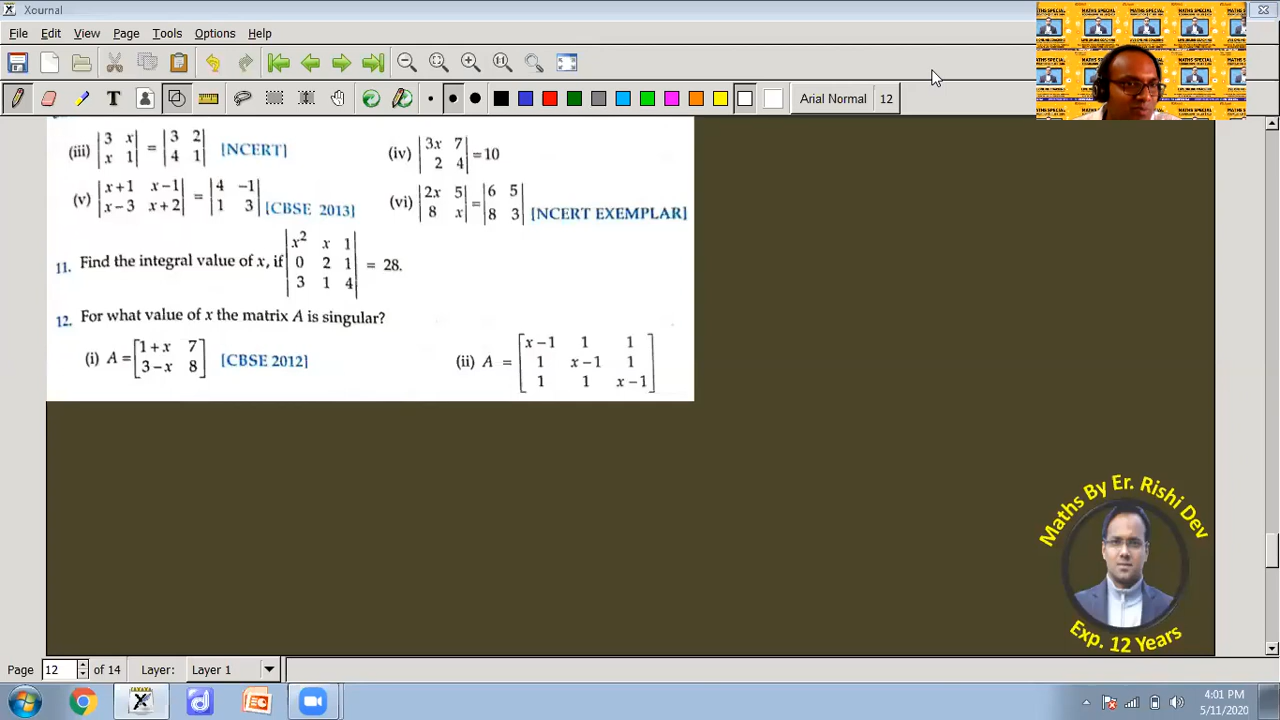 Xournal
File Edit View Page Tools Options Help
T Arial Normal 12
(iii) |3 x; x 1| = |3 2; 4 1| [NCERT] (iv) |3x 7; 2 4| = 10
(v) |x+1 x−1; x−3 x+2| = |4 −1; 1 3| [CBSE 2013] (vi) |2x 5; 8 x| = |6 5; 8 3| [NCERT EXEMPLAR]
11. Find the integral value of x, if |x² x 1; 0 2 1; 3 1 4| = 28.
12. For what value of x the matrix A is singular?
(i) A = [1+x 7; 3−x 8] [CBSE 2012] (ii) A = [x−1 1 1; 1 x−1 1; 1 1 x−1]
Maths By Er. Rishi Dev
Exp. 12 Years
Page 12 of 14 Layer: Layer 1
4:01 PM
5/11/2020